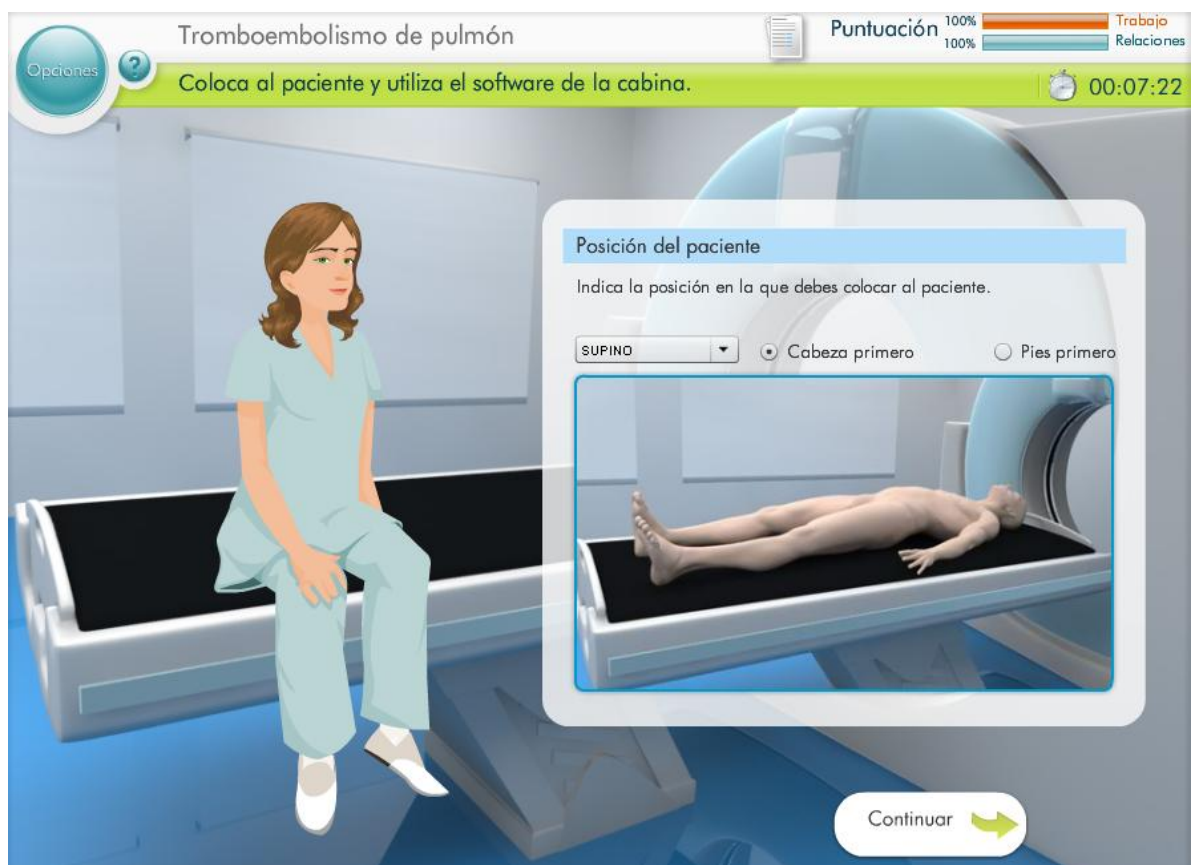 Opciones
?
Tromboembolismo de pulmón
Puntuación
100%
Trabajo
100%
Relaciones
Coloca al paciente y utiliza el software de la cabina.
00:07:22
Posición del paciente
Indica la posición en la que debes colocar al paciente.
SUPINO
Cabeza primero
Pies primero
Continuar